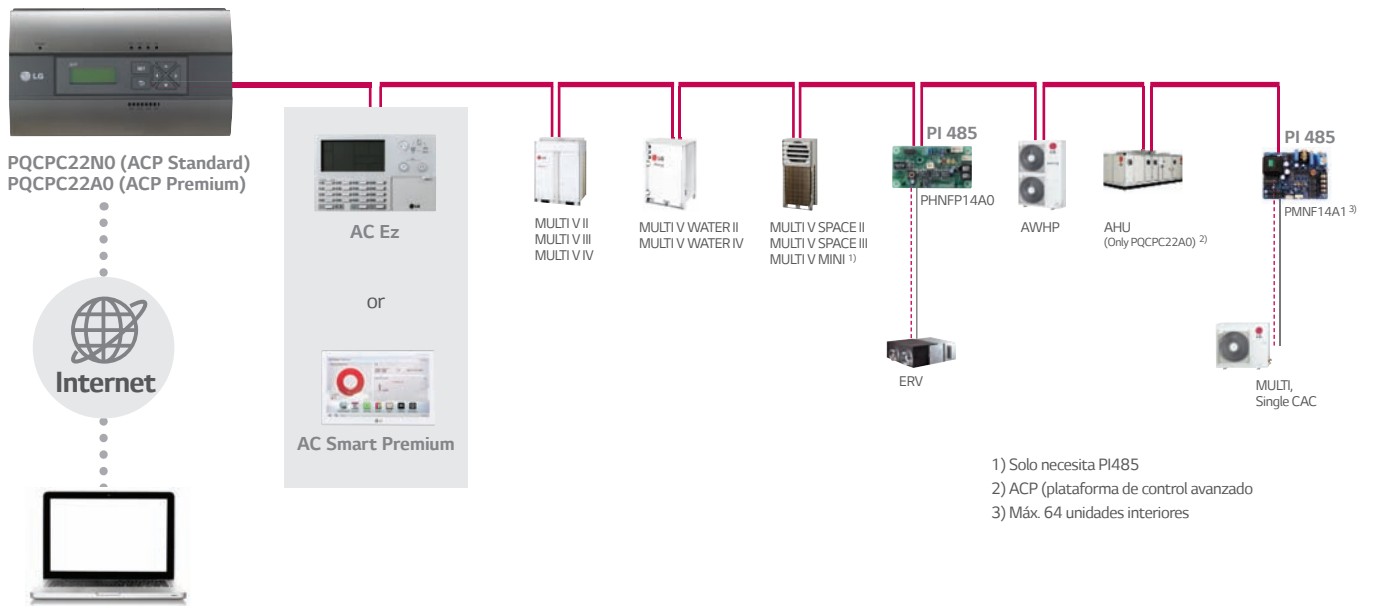 LG
PQCPC22N0 (ACP Standard)
PQCPC22A0 (ACP Premium)
Internet
AC Ez
or
AC Smart Premium
MULTI V II
MULTI V III
MULTI V IV
MULTI V WATER II
MULTI V WATER IV
MULTI V SPACE II
MULTI V SPACE III
MULTI V MINI 1)
PI 485
PHNFP14A0
ERV
AWHP
AHU
(Only PQCPC22A0) 2)
PI 485
PMNF14A1 3)
MULTI,
Single CAC
1) Solo necesita PI485
2) ACP (plataforma de control avanzado
3) Máx. 64 unidades interiores